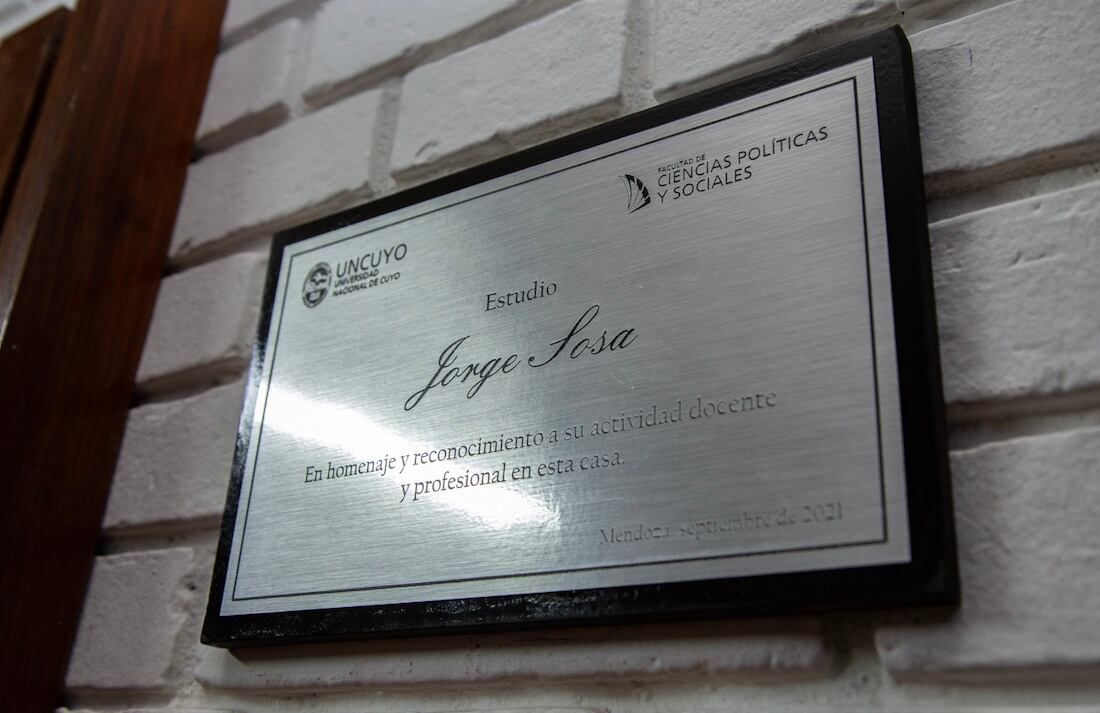 UNCUYO
UNIVERSIDAD
NACIONAL DE CUYO
FACULTAD DE
CIENCIAS POLÍTICAS
Y SOCIALES
Estudio
Jorge Sosa
En homenaje y reconocimiento a su actividad docente
y profesional en esta casa.
Mendoza, septiembre de 2021